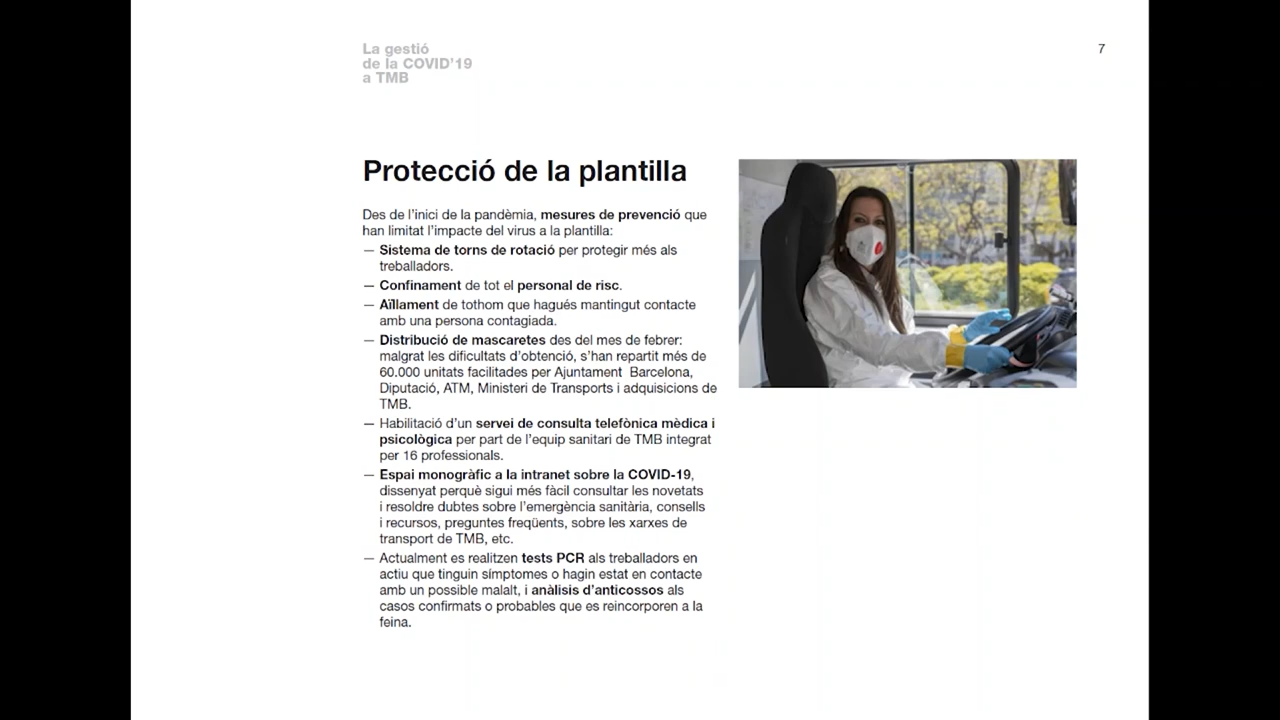 La gestió
de la COVID’19
a TMB
7
Protecció de la plantilla
Des de l’inici de la pandèmia, mesures de prevenció que
han limitat l’impacte del virus a la plantilla:
— Sistema de torns de rotació per protegir més als
treballadors.
— Confinament de tot el personal de risc.
— Aïllament de tothom que hagués mantingut contacte
amb una persona contagiada.
— Distribució de mascaretes des del mes de febrer:
malgrat les dificultats d’obtenció, s’han repartit més de
60.000 unitats facilitades per Ajuntament Barcelona,
Diputació, ATM, Ministeri de Transports i adquisicions de
TMB.
— Habilitació d’un servei de consulta telefònica mèdica i
psicològica per part de l’equip sanitari de TMB integrat
per 16 professionals.
— Espai monogràfic a la intranet sobre la COVID-19,
dissenyat perquè sigui més fàcil consultar les novetats
i resoldre dubtes sobre l’emergència sanitària, consells
i recursos, preguntes freqüents, sobre les xarxes de
transport de TMB, etc.
— Actualment es realitzen tests PCR als treballadors en
actiu que tinguin símptomes o hagin estat en contacte
amb un possible malalt, i anàlisis d’anticossos als
casos confirmats o probables que es reincorporen a la
feina.